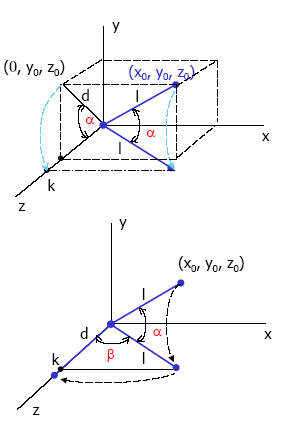 y
(0, y₀, z₀)
(x₀, y₀, z₀)
d
l
α
α
x
l
k
z
y
(x₀, y₀, z₀)
l
d
α
x
β
l
k
z